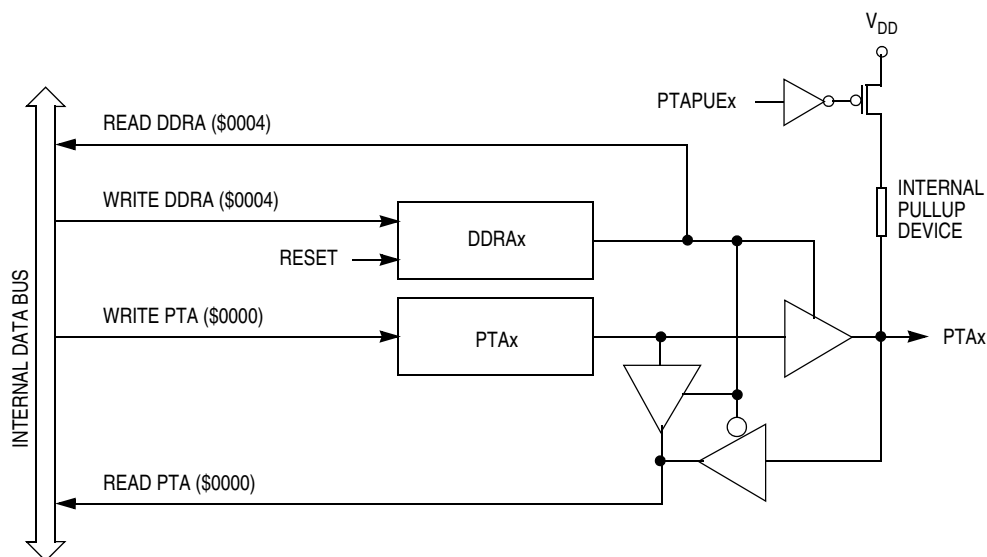 VDD
PTAPUEx
READ DDRA ($0004)
INTERNAL
PULLUP
DEVICE
WRITE DDRA ($0004)
DDRAx
RESET
INTERNAL DATA BUS
WRITE PTA ($0000)
PTAx
PTAx
READ PTA ($0000)